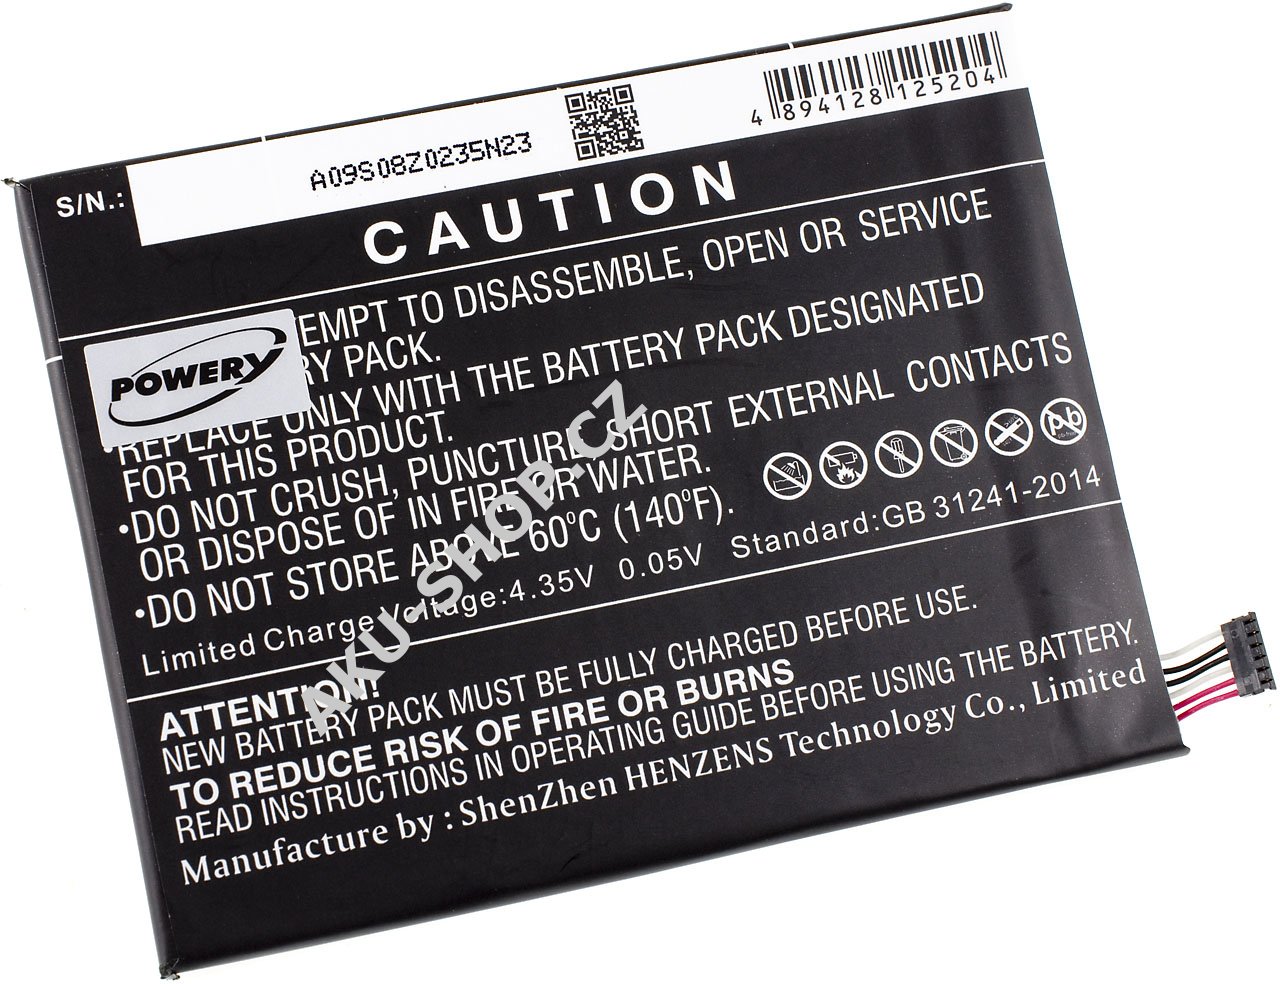 4 894128 125204
A09S08Z0235N23
S/N.:
CAUTION
EMPT TO DISASSEMBLE, OPEN OR SERVICE
RY PACK.
POWERY
•REPLACE ONLY WITH THE BATTERY PACK DESIGNATED
FOR THIS PRODUCT.
•DO NOT CRUSH, PUNCTURE, SHORT EXTERNAL CONTACTS
OR DISPOSE OF IN FIRE OR WATER.
•DO NOT STORE ABOVE 60°C (140°F).
Pb
Limited Charge Voltage:4.35V 0.05V Standard:GB 31241-2014
AKU-SHOP.CZ
ATTENTION!
NEW BATTERY PACK MUST BE FULLY CHARGED BEFORE USE.
TO REDUCE RISK OF FIRE OR BURNS
READ INSTRUCTIONS IN OPERATING GUIDE BEFORE USING THE BATTERY.
Manufacture by : ShenZhen HENZENS Technology Co., Limited